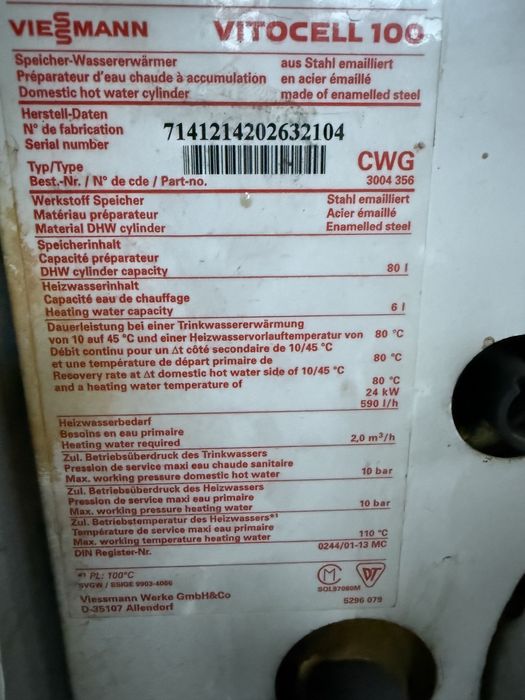 VIESSMANN VITOCELL 100
Speicher-Wassererwärmer aus Stahl emailliert
Préparateur d'eau chaude à accumulation en acier émaillé
Domestic hot water cylinder made of enamelled steel
Herstell-Daten
N° de fabrication
Serial number
7141214202632104
Typ/Type CWG
Best.-Nr. / N° de cde / Part-no. 3004 356
Werkstoff Speicher Stahl emailliert
Matériau préparateur Acier émaillé
Material DHW cylinder Enamelled steel
Speicherinhalt
Capacité préparateur
DHW cylinder capacity 80 l
Heizwasserinhalt
Capacité eau de chauffage
Heating water capacity 6 l
Dauerleistung bei einer Trinkwassererwärmung
von 10 auf 45 °C und einer Heizwasservorlauftemperatur von 80 °C
Débit continu pour un Δt côté secondaire de 10/45 °C
et une température de départ primaire de 80 °C
Recovery rate at Δt domestic hot water side of 10/45 °C
and a heating water temperature of 80 °C
24 kW
590 l/h
Heizwasserbedarf
Besoins en eau primaire
Heating water required 2,0 m³/h
Zul. Betriebsüberdruck des Trinkwassers
Pression de service maxi eau chaude sanitaire
Max. working pressure domestic hot water 10 bar
Zul. Betriebsüberdruck des Heizwassers
Pression de service maxi eau primaire
Max. working pressure heating water 10 bar
Zul. Betriebstemperatur des Heizwassers*¹
Température de service maxi eau primaire
Max. working temperature heating water 110 °C
DIN Register-Nr. 0244/01-13 MC
*¹ PL: 100°C
SVGW / SSIGE 9903-4066
SOL97060M
Viessmann Werke GmbH&Co
D-35107 Allendorf 5296 079